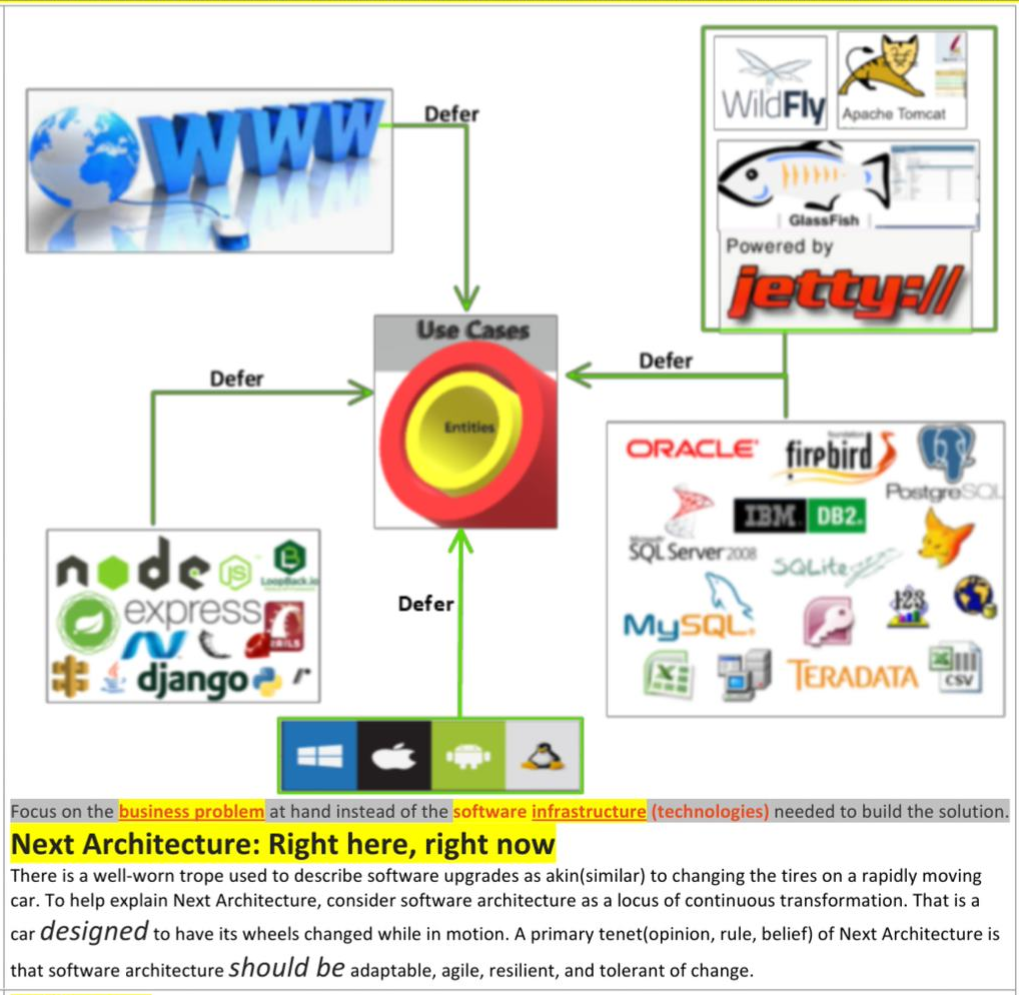 WWW
Defer
WildFly
Apache Tomcat
GlassFish
Powered by
jetty://
Use Cases
Entities
Defer
Defer
Defer
ORACLE
foundation
firebird
PostgreSQL
Microsoft
SQL Server 2008
IBM DB2.
SQLite
MySQL.
123
TERADATA
CSV
node JS
LoopBack.io
express
RAILS
django
Focus on the business problem at hand instead of the software infrastructure (technologies) needed to build the solution.
Next Architecture: Right here, right now
There is a well-worn trope used to describe software upgrades as akin(similar) to changing the tires on a rapidly moving
car. To help explain Next Architecture, consider software architecture as a locus of continuous transformation. That is a
car designed to have its wheels changed while in motion. A primary tenet(opinion, rule, belief) of Next Architecture is
that software architecture should be adaptable, agile, resilient, and tolerant of change.